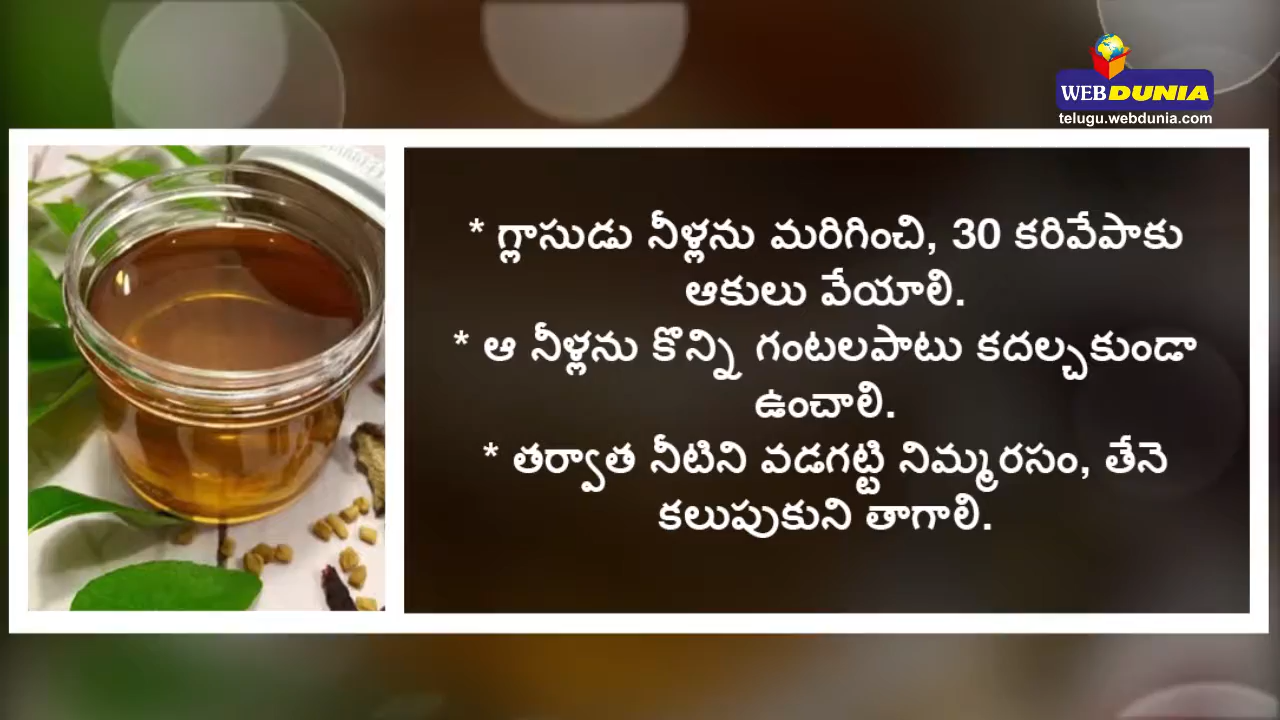 WEBDUNIA
telugu.webdunia.com
* గ్లాసుడు నీళ్లను మరిగించి, 30 కరివేపాకు
ఆకులు వేయాలి.
* ఆ నీళ్లను కొన్ని గంటలపాటు కదల్చకుండా
ఉంచాలి.
* తర్వాత నీటిని వడగట్టి నిమ్మరసం, తేనె
కలుపుకుని తాగాలి.